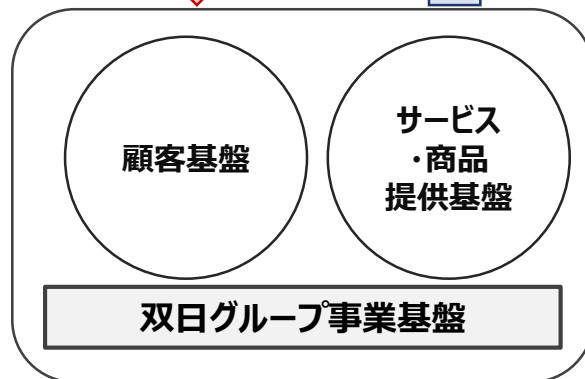 顧客基盤
サービス
・商品
提供基盤
双日グループ事業基盤